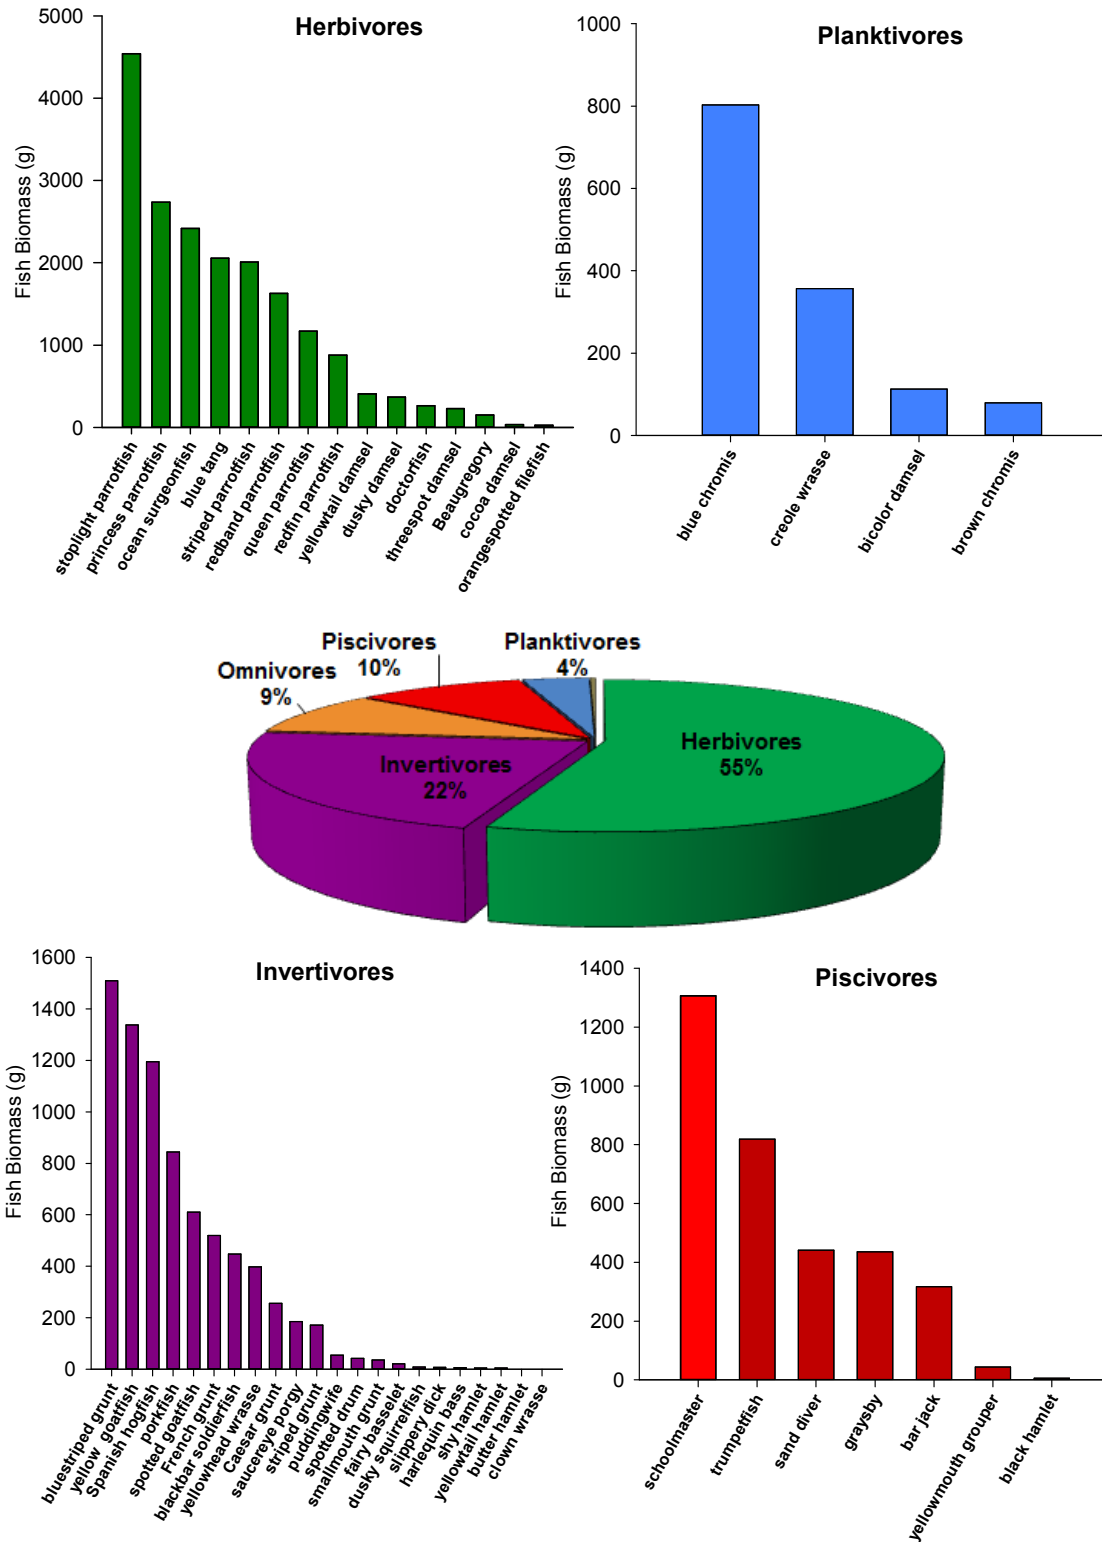 Herbivores
Fish Biomass (g)
5000
4000
3000
2000
1000
0
stoplight parrotfish
princess parrotfish
ocean surgeonfish
blue tang
striped parrotfish
redband parrotfish
queen parrotfish
redfin parrotfish
yellowtail damsel
dusky damsel
doctorfish
threespot damsel
Beaugregory
cocoa damsel
orangespotted filefish
Planktivores
Fish Biomass (g)
1000
800
600
400
200
0
blue chromis
creole wrasse
bicolor damsel
brown chromis
Piscivores
10%
Planktivores
4%
Omnivores
9%
Herbivores
55%
Invertivores
22%
Invertivores
Fish Biomass (g)
1600
1400
1200
1000
800
600
400
200
0
bluestriped grunt
yellow goatfish
Spanish hogfish
porkfish
spotted goatfish
French grunt
blackbar soldierfish
yellowhead wrasse
Caesar grunt
saucereye porgy
striped grunt
puddingwife
spotted drum
smallmouth grunt
fairy basselet
dusky squirrelfish
slippery dick
harlequin bass
shy hamlet
yellowtail hamlet
butter hamlet
clown wrasse
Piscivores
Fish Biomass (g)
1400
1200
1000
800
600
400
200
0
schoolmaster
trumpetfish
sand diver
graysby
bar jack
yellowmouth grouper
black hamlet